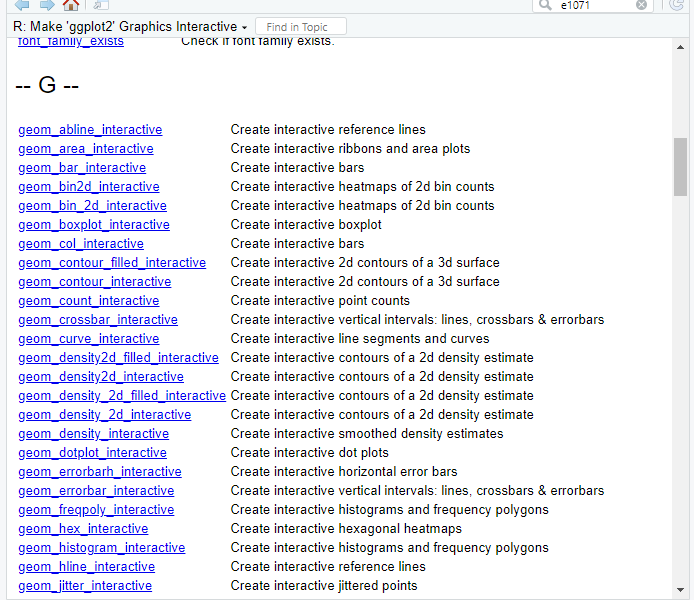 e1071
R: Make 'ggplot2' Graphics Interactive
Find in Topic
font_family_exists Check if font family exists.
-- G --
geom_abline_interactive Create interactive reference lines
geom_area_interactive Create interactive ribbons and area plots
geom_bar_interactive Create interactive bars
geom_bin2d_interactive Create interactive heatmaps of 2d bin counts
geom_bin_2d_interactive Create interactive heatmaps of 2d bin counts
geom_boxplot_interactive Create interactive boxplot
geom_col_interactive Create interactive bars
geom_contour_filled_interactive Create interactive 2d contours of a 3d surface
geom_contour_interactive Create interactive 2d contours of a 3d surface
geom_count_interactive Create interactive point counts
geom_crossbar_interactive Create interactive vertical intervals: lines, crossbars & errorbars
geom_curve_interactive Create interactive line segments and curves
geom_density2d_filled_interactive Create interactive contours of a 2d density estimate
geom_density2d_interactive Create interactive contours of a 2d density estimate
geom_density_2d_filled_interactive Create interactive contours of a 2d density estimate
geom_density_2d_interactive Create interactive contours of a 2d density estimate
geom_density_interactive Create interactive smoothed density estimates
geom_dotplot_interactive Create interactive dot plots
geom_errorbarh_interactive Create interactive horizontal error bars
geom_errorbar_interactive Create interactive vertical intervals: lines, crossbars & errorbars
geom_freqpoly_interactive Create interactive histograms and frequency polygons
geom_hex_interactive Create interactive hexagonal heatmaps
geom_histogram_interactive Create interactive histograms and frequency polygons
geom_hline_interactive Create interactive reference lines
geom_jitter_interactive Create interactive jittered points